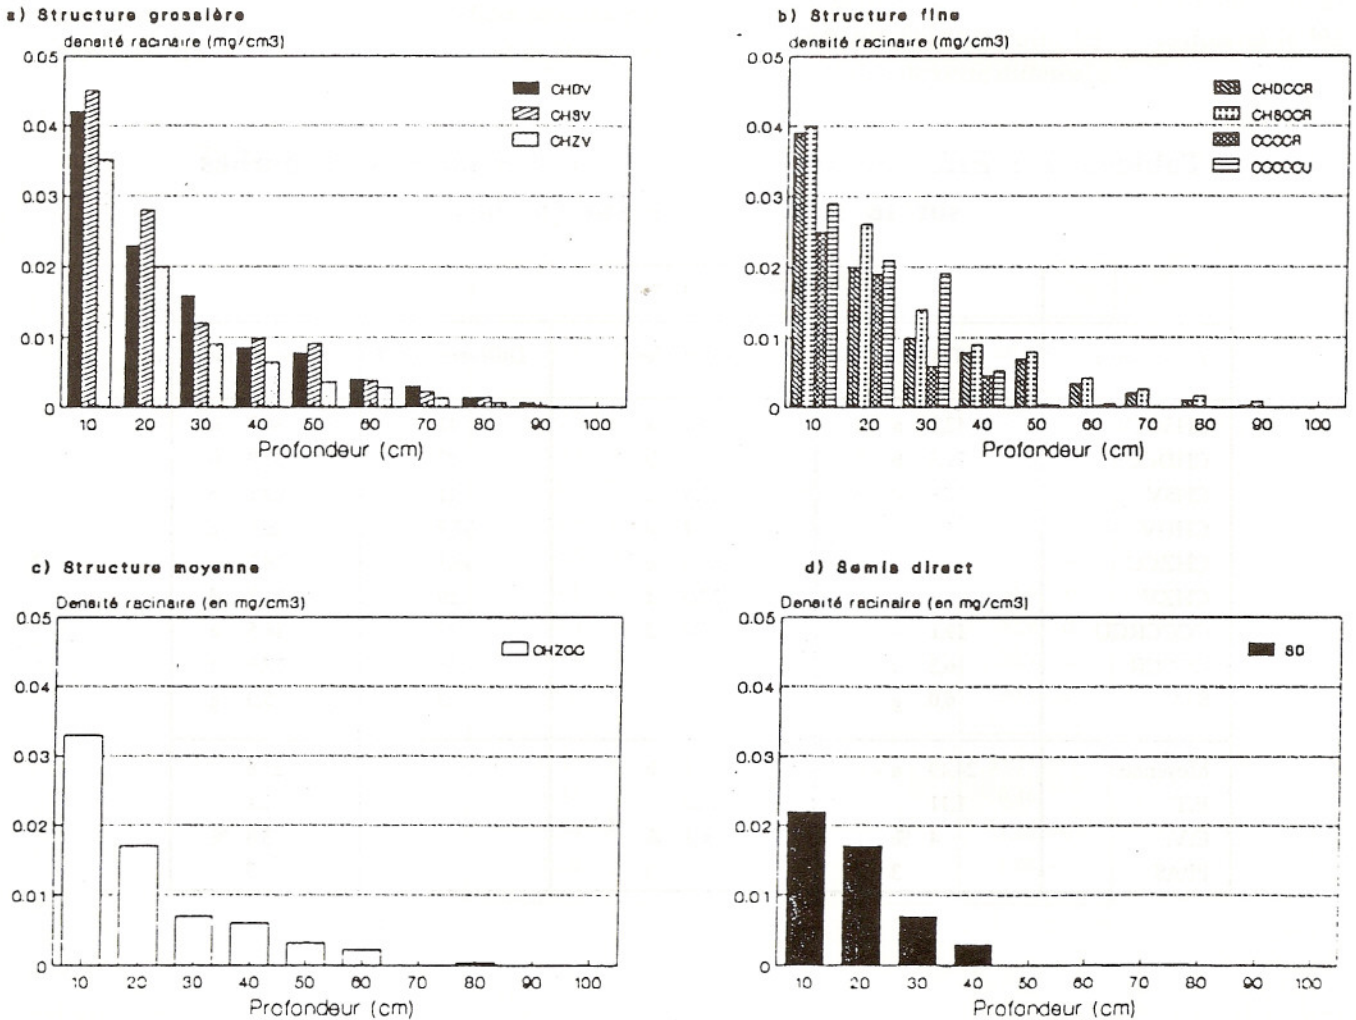 a) Structure grossière
densité racinaire (mg/cm3)
0.05
0.04
0.03
0.02
0.01
0
CHDV
CHSV
CHZV
10 20 30 40 50 60 70 80 90 100
Profondeur (cm)
b) Structure fine
densité racinaire (mg/cm3)
0.05
0.04
0.03
0.02
0.01
0
CHDCCR
CHSCCR
CCCCR
CCCCCU
10 20 30 40 50 60 70 80 90 100
Profondeur (cm)
c) Structure moyenne
Densité racinaire (en mg/cm3)
0.05
0.04
0.03
0.02
0.01
0
CHZCC
10 20 30 40 50 60 70 80 90 100
Profondeur (cm)
d) Semis direct
Densité racinaire (en mg/cm3)
0.05
0.04
0.03
0.02
0.01
0
SD
10 20 30 40 50 60 70 80 90 100
Profondeur (cm)